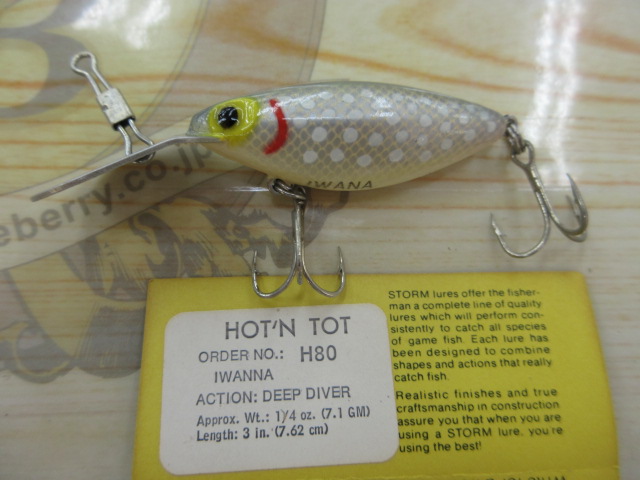 IWANA
eberry.co.jp
HOT'N TOT
ORDER NO.: H80
IWANNA
ACTION: DEEP DIVER
Approx. Wt.: 1/4 oz. (7.1 GM)
Length: 3 in. (7.62 cm)
STORM lures offer the fisher-
man a complete line of quality
lures which will perform con-
sistently to catch all species
of game fish. Each lure has
been designed to combine
shapes and actions that really
catch fish.
Realistic finishes and true
craftsmanship in construction
assure you that when you are
using a STORM lure, you're
using the best!